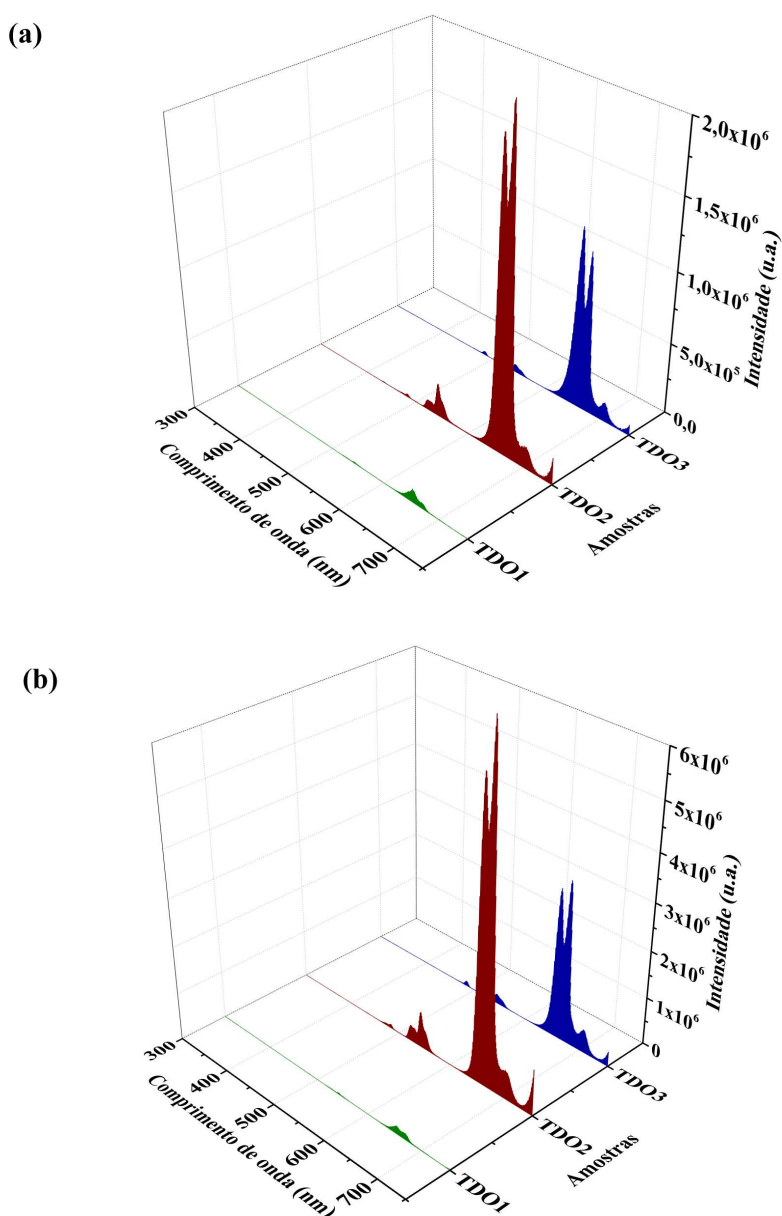 (a)
2,0x10⁶
1,5x10⁶
1,0x10⁶
5,0x10⁵
0,0
Intensidade (u.a.)
300
400
500
600
700
Comprimento de onda (nm)
TDO1
TDO2
TDO3
Amostras
(b)
6x10⁶
5x10⁶
4x10⁶
3x10⁶
2x10⁶
1x10⁶
0
Intensidade (u.a.)
300
400
500
600
700
Comprimento de onda (nm)
TDO1
TDO2
TDO3
Amostras